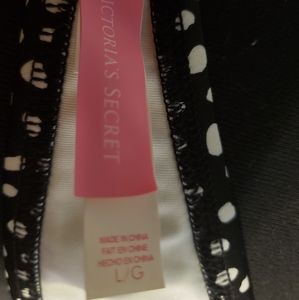 VICTORIA'S SECRET
MADE IN CHINA
FAIT EN CHINE
HECHO EN CHINA
L/G